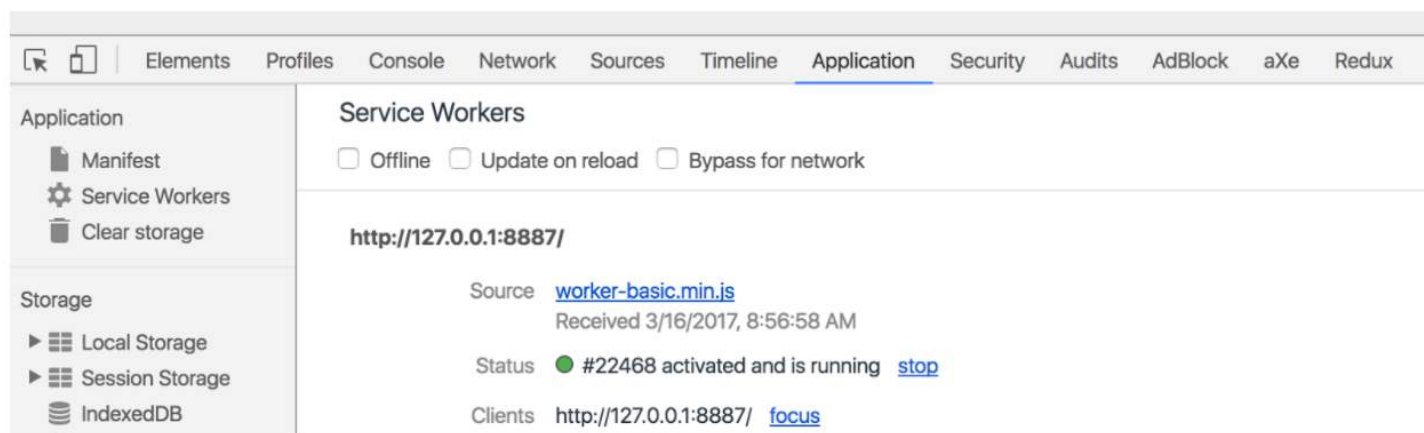 Elements Profiles Console Network Sources Timeline Application Security Audits AdBlock aXe Redux
Application
Manifest
Service Workers
Clear storage
Storage
Local Storage
Session Storage
IndexedDB
Service Workers
Offline Update on reload Bypass for network
http://127.0.0.1:8887/
Source worker-basic.min.js
Received 3/16/2017, 8:56:58 AM
Status #22468 activated and is running stop
Clients http://127.0.0.1:8887/ focus